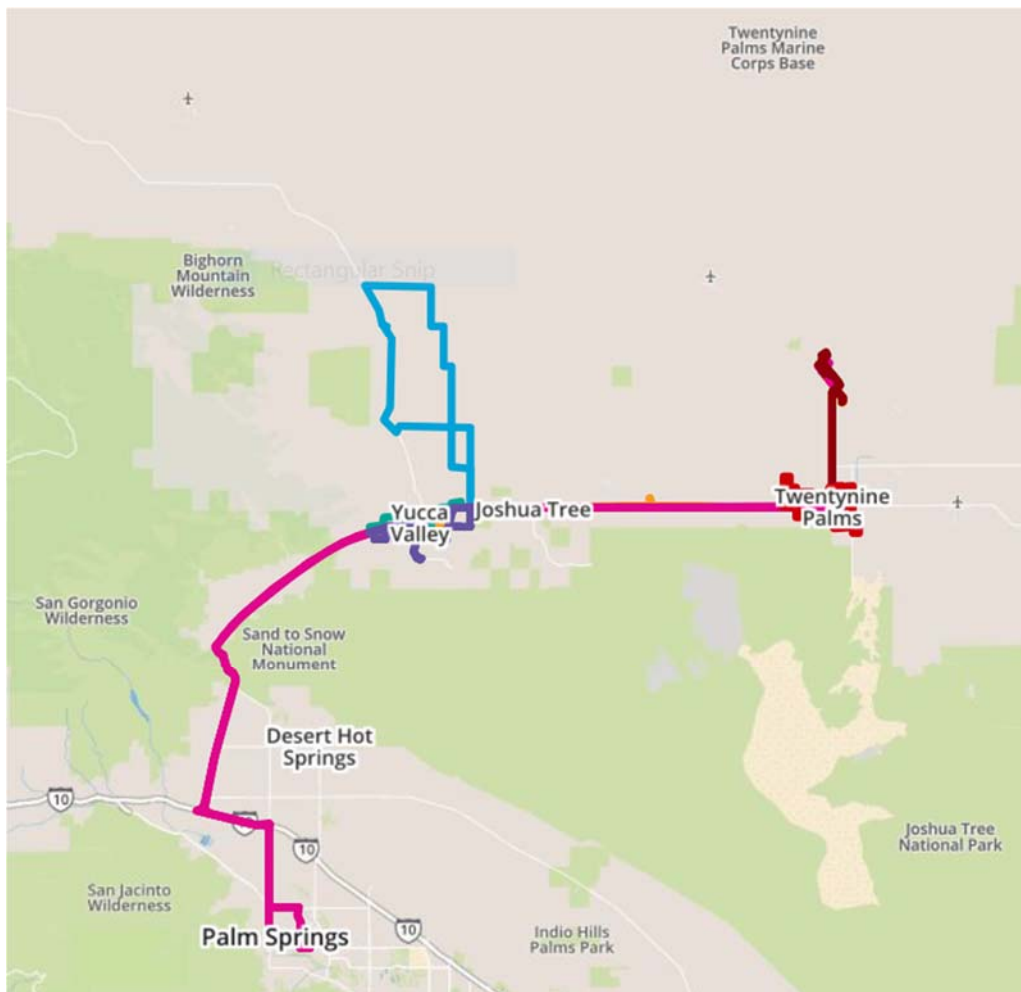 Twentynine
Palms Marine
Corps Base
Bighorn
Mountain
Wilderness
Rectangular Snip
Yucca
Valley
Joshua Tree
Twentynine
Palms
San Gorgonio
Wilderness
Sand to Snow
National
Monument
Desert Hot
Springs
10
10
Joshua Tree
National Park
San Jacinto
Wilderness
Palm Springs
10
Indio Hills
Palms Park